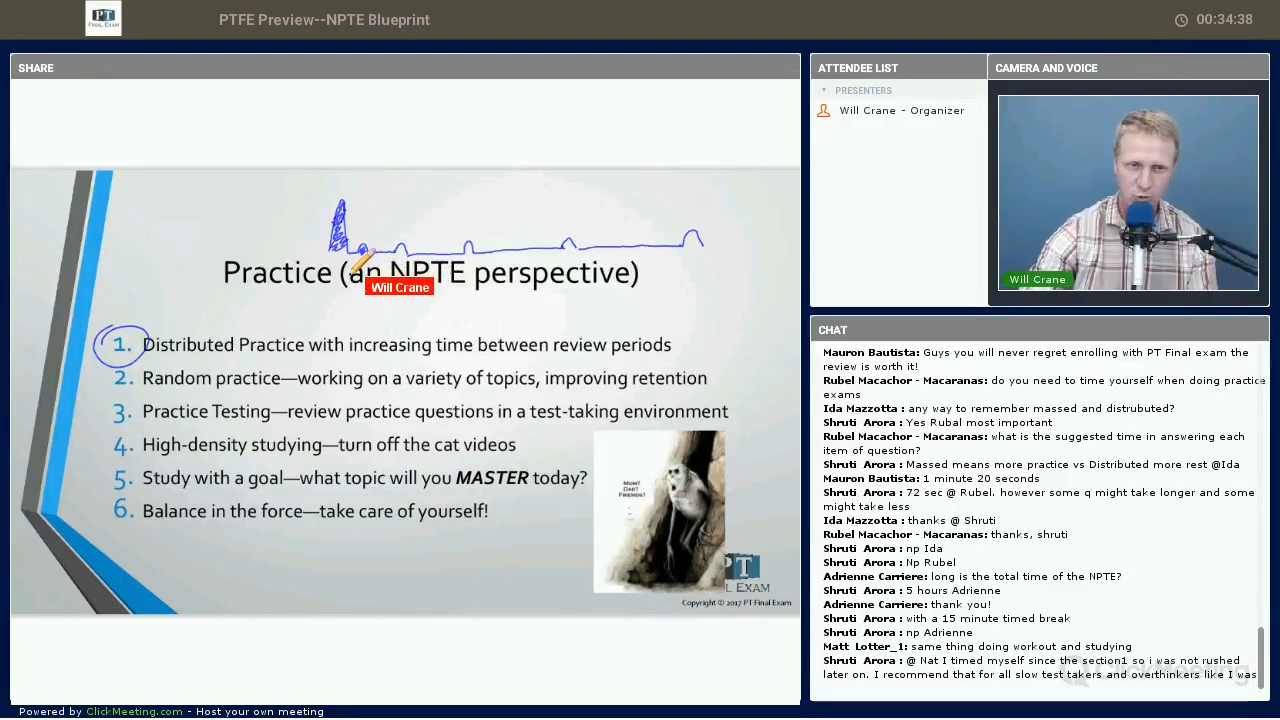 PT
FINAL EXAM
PTFE Preview--NPTE Blueprint
00:34:38
SHARE
Practice (an NPTE perspective)
Will Crane
1. Distributed Practice with increasing time between review periods
2. Random practice—working on a variety of topics, improving retention
3. Practice Testing—review practice questions in a test-taking environment
4. High-density studying—turn off the cat videos
5. Study with a goal—what topic will you MASTER today?
6. Balance in the force—take care of yourself!
MOM?
DAD?
FRIENDS?
PT
L EXAM
Copyright © 2017 PT Final Exam
ATTENDEE LIST
PRESENTERS
Will Crane - Organizer
CAMERA AND VOICE
Will Crane
CHAT
Mauron Bautista: Guys you will never regret enrolling with PT Final exam the
review is worth it!
Rubel Macachor - Macaranas: do you need to time yourself when doing practice
exams
Ida Mazzotta : any way to remember massed and distrubuted?
Shruti Arora : Yes Rubal most important
Rubel Macachor - Macaranas: what is the suggested time in answering each
item of question?
Shruti Arora : Massed means more practice vs Distributed more rest @Ida
Mauron Bautista: 1 minute 20 seconds
Shruti Arora : 72 sec @ Rubel. however some q might take longer and some
might take less
Ida Mazzotta : thanks @ Shruti
Rubel Macachor - Macaranas: thanks, shruti
Shruti Arora : np Ida
Shruti Arora : Np Rubel
Adrienne Carriere: long is the total time of the NPTE?
Shruti Arora : 5 hours Adrienne
Adrienne Carriere: thank you!
Shruti Arora : with a 15 minute timed break
Shruti Arora : np Adrienne
Matt Lotter_1: same thing doing workout and studying
Shruti Arora : @ Nat I timed myself since the section1 so i was not rushed
later on. I recommend that for all slow test takers and overthinkers like I was
ClickMeeting
Powered by ClickMeeting.com - Host your own meeting